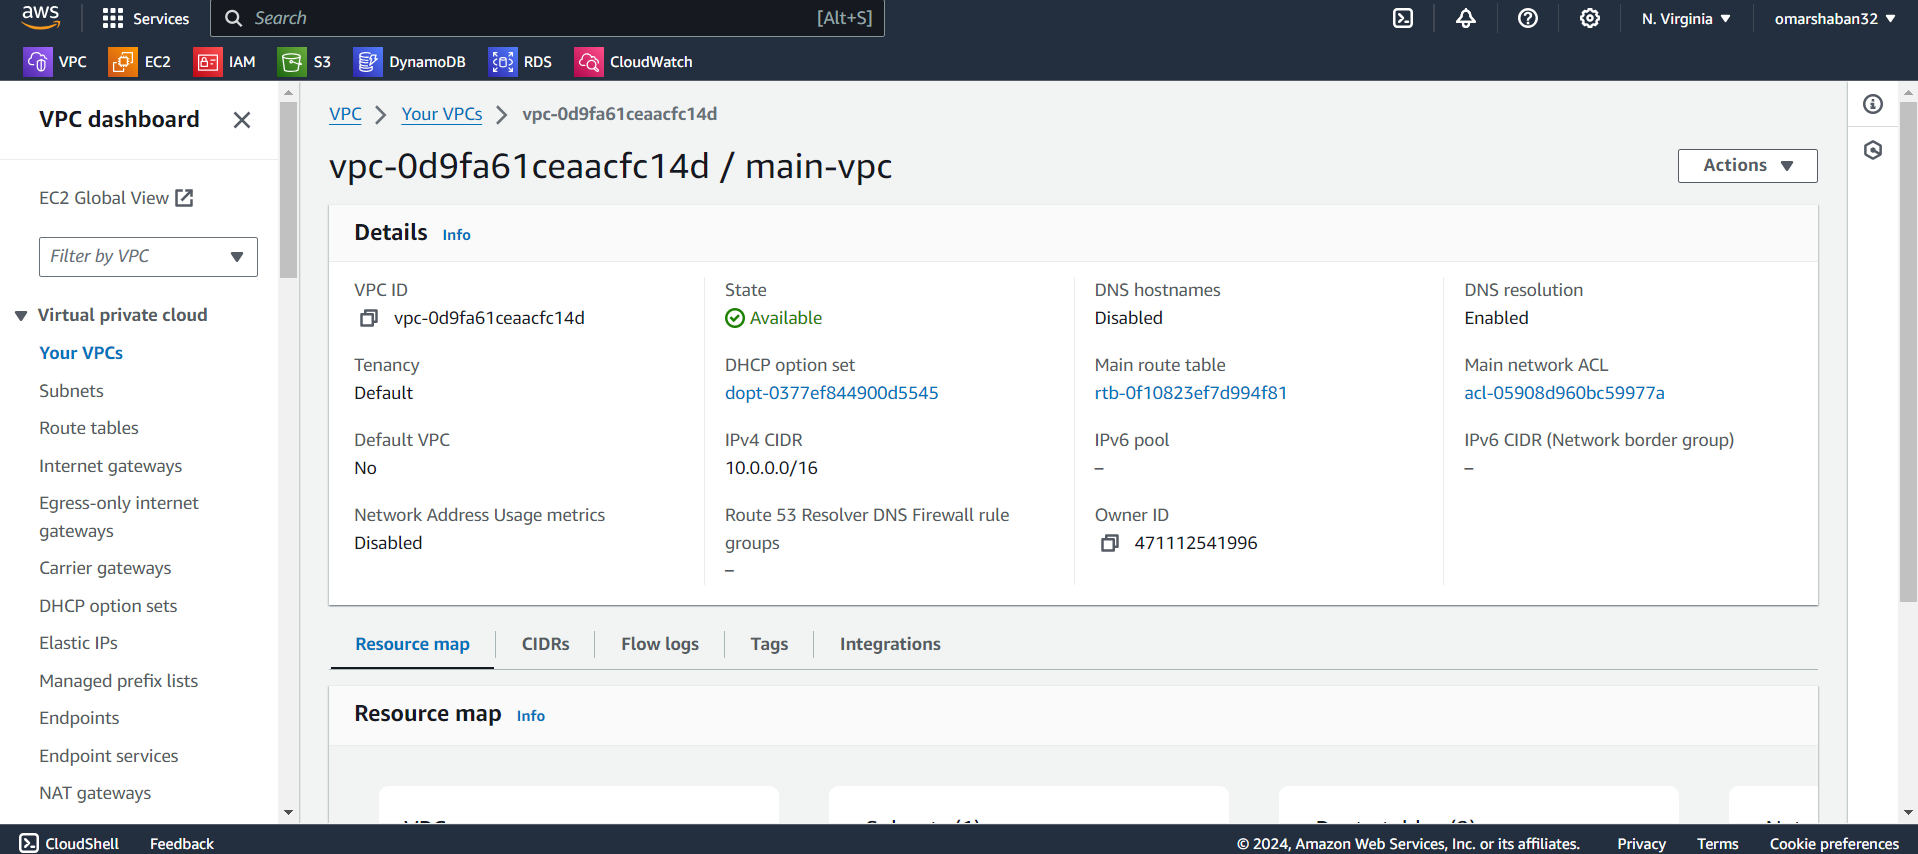 aws
Services
Search
[Alt+S]
N. Virginia
omarshaban32
VPC
EC2
IAM
S3
DynamoDB
RDS
CloudWatch
VPC dashboard
EC2 Global View
Filter by VPC
Virtual private cloud
Your VPCs
Subnets
Route tables
Internet gateways
Egress-only internet
gateways
Carrier gateways
DHCP option sets
Elastic IPs
Managed prefix lists
Endpoints
Endpoint services
NAT gateways
VPC
Your VPCs
vpc-0d9fa61ceaacfc14d
vpc-0d9fa61ceaacfc14d / main-vpc
Actions
Details Info
VPC ID
vpc-0d9fa61ceaacfc14d
State
Available
DNS hostnames
Disabled
DNS resolution
Enabled
Tenancy
Default
DHCP option set
dopt-0377ef844900d5545
Main route table
rtb-0f10823ef7d994f81
Main network ACL
acl-05908d960bc59977a
Default VPC
No
IPv4 CIDR
10.0.0.0/16
IPv6 pool
–
IPv6 CIDR (Network border group)
–
Network Address Usage metrics
Disabled
Route 53 Resolver DNS Firewall rule
groups
–
Owner ID
471112541996
Resource map
CIDRs
Flow logs
Tags
Integrations
Resource map Info
VPC
CloudShell
Feedback
© 2024, Amazon Web Services, Inc. or its affiliates.
Privacy
Terms
Cookie preferences